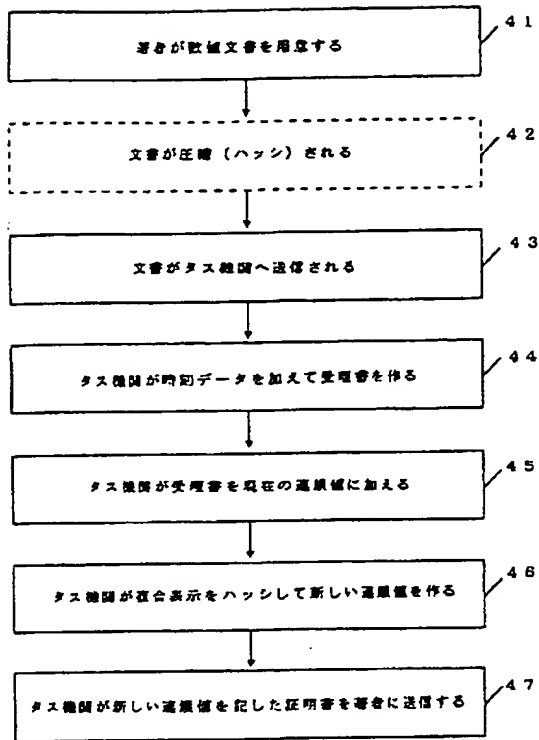 41
著者が数値文書を用意する
42
文書が圧縮(ハッシ)される
43
文書がタス機関へ送信される
44
タス機関が時刻データを加えて受理書を作る
45
タス機関が受理書を現在の連鎖値に加える
46
タス機関が複合表示をハッシして新しい連鎖値を作る
47
タス機関が新しい連鎖値を記した証明書を著者に送信する